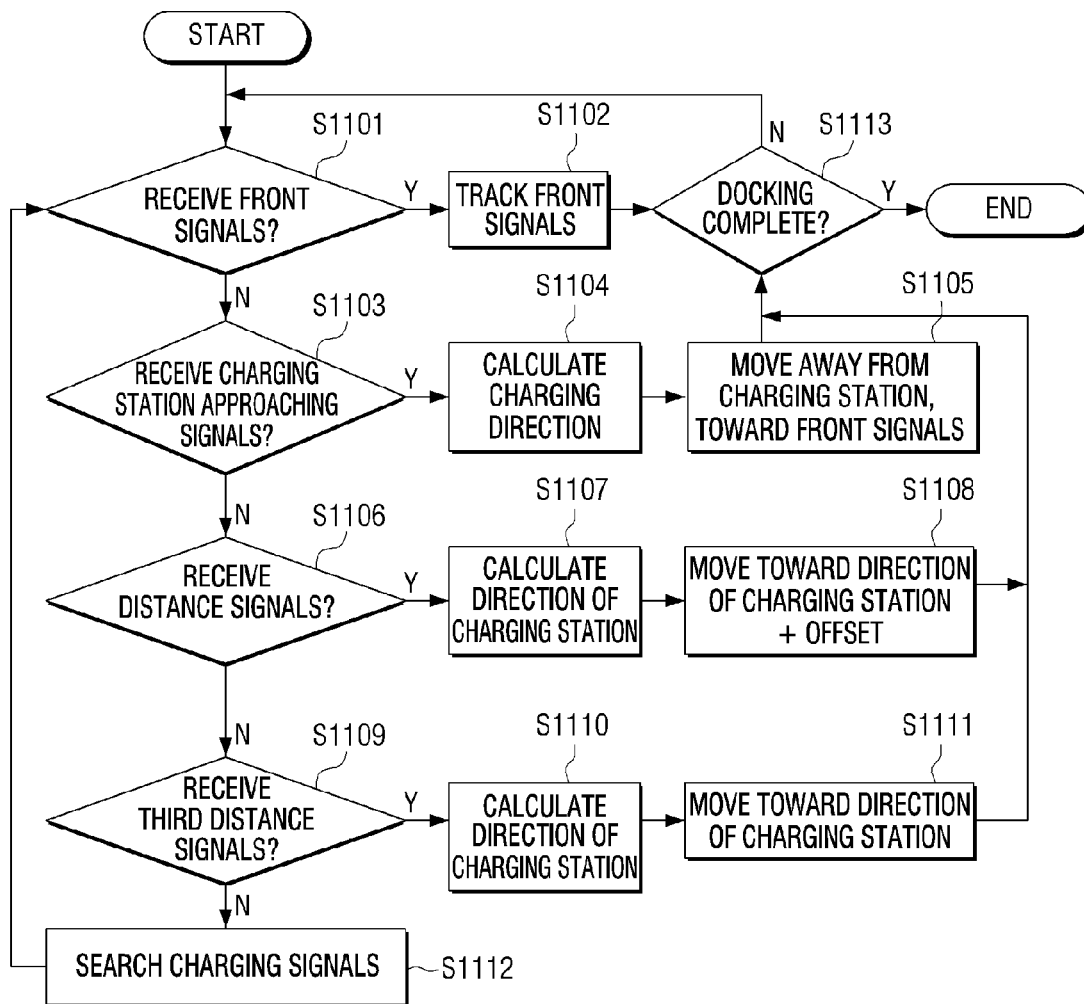 START
S1101
RECEIVE FRONT
SIGNALS?
Y
N
S1102
TRACK FRONT
SIGNALS
N
S1113
DOCKING
COMPLETE?
Y
END
S1103
RECEIVE CHARGING
STATION APPROACHING
SIGNALS?
Y
N
S1104
CALCULATE
CHARGING
DIRECTION
S1105
MOVE AWAY FROM
CHARGING STATION,
TOWARD FRONT SIGNALS
S1106
RECEIVE
DISTANCE SIGNALS?
Y
N
S1107
CALCULATE
DIRECTION OF
CHARGING STATION
S1108
MOVE TOWARD DIRECTION
OF CHARGING STATION
+ OFFSET
S1109
RECEIVE
THIRD DISTANCE
SIGNALS?
Y
N
S1110
CALCULATE
DIRECTION OF
CHARGING STATION
S1111
MOVE TOWARD DIRECTION
OF CHARGING STATION
SEARCH CHARGING SIGNALS
S1112